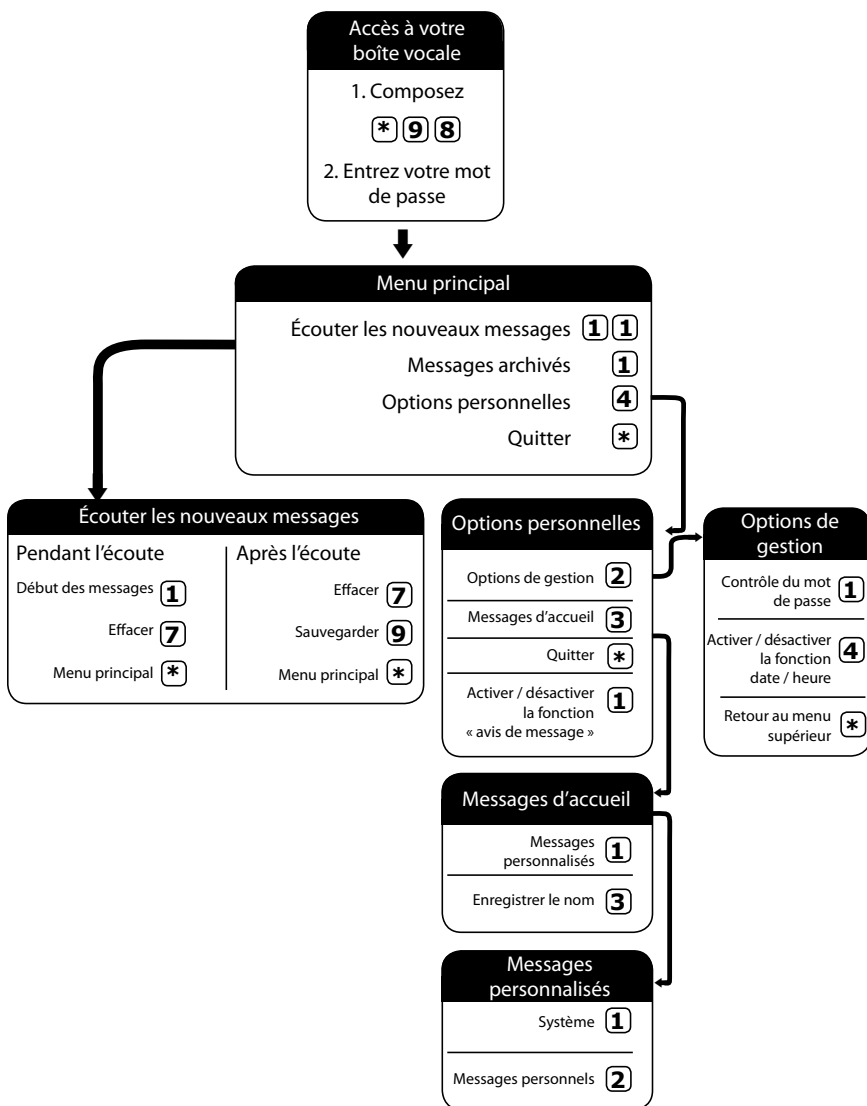 Accès à votre
boîte vocale
1. Composez
* 9 8
2. Entrez votre mot
de passe
Menu principal
Écouter les nouveaux messages 1 1
Messages archivés 1
Options personnelles 4
Quitter *
Écouter les nouveaux messages
Pendant l'écoute
Début des messages 1
Effacer 7
Menu principal *
Après l'écoute
Effacer 7
Sauvegarder 9
Menu principal *
Options personnelles
Options de gestion 2
Messages d'accueil 3
Quitter *
Activer / désactiver 1
la fonction
« avis de message »
Options de
gestion
Contrôle du mot 1
de passe
Activer / désactiver 4
la fonction
date / heure
Retour au menu *
supérieur
Messages d'accueil
Messages 1
personnalisés
Enregistrer le nom 3
Messages
personnalisés
Système 1
Messages personnels 2